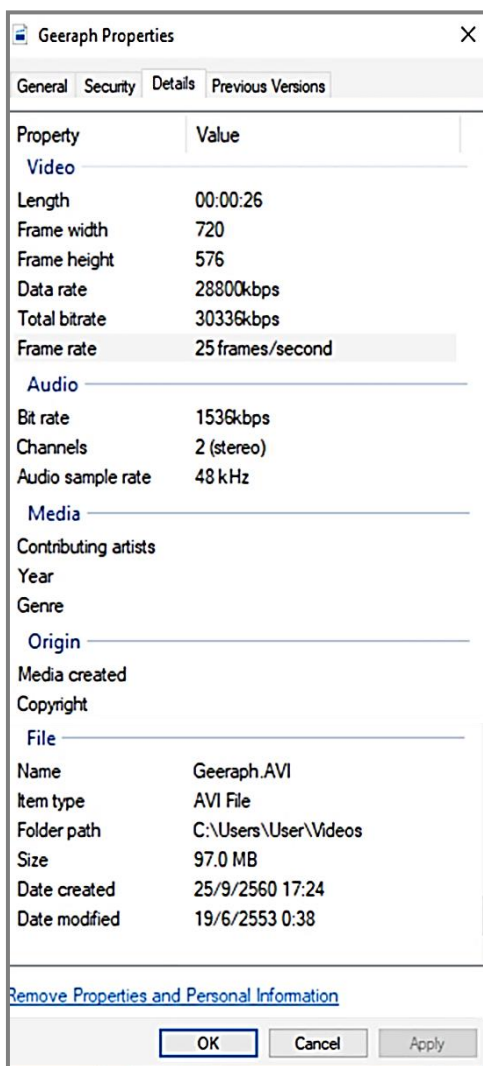 Geeraph Properties
General Security Details Previous Versions
Property Value
Video
Length 00:00:26
Frame width 720
Frame height 576
Data rate 28800kbps
Total bitrate 30336kbps
Frame rate 25 frames/second
Audio
Bit rate 1536kbps
Channels 2 (stereo)
Audio sample rate 48 kHz
Media
Contributing artists
Year
Genre
Origin
Media created
Copyright
File
Name Geeraph.AVI
Item type AVI File
Folder path C:\Users\User\Videos
Size 97.0 MB
Date created 25/9/2560 17:24
Date modified 19/6/2553 0:38
Remove Properties and Personal Information
OK Cancel Apply